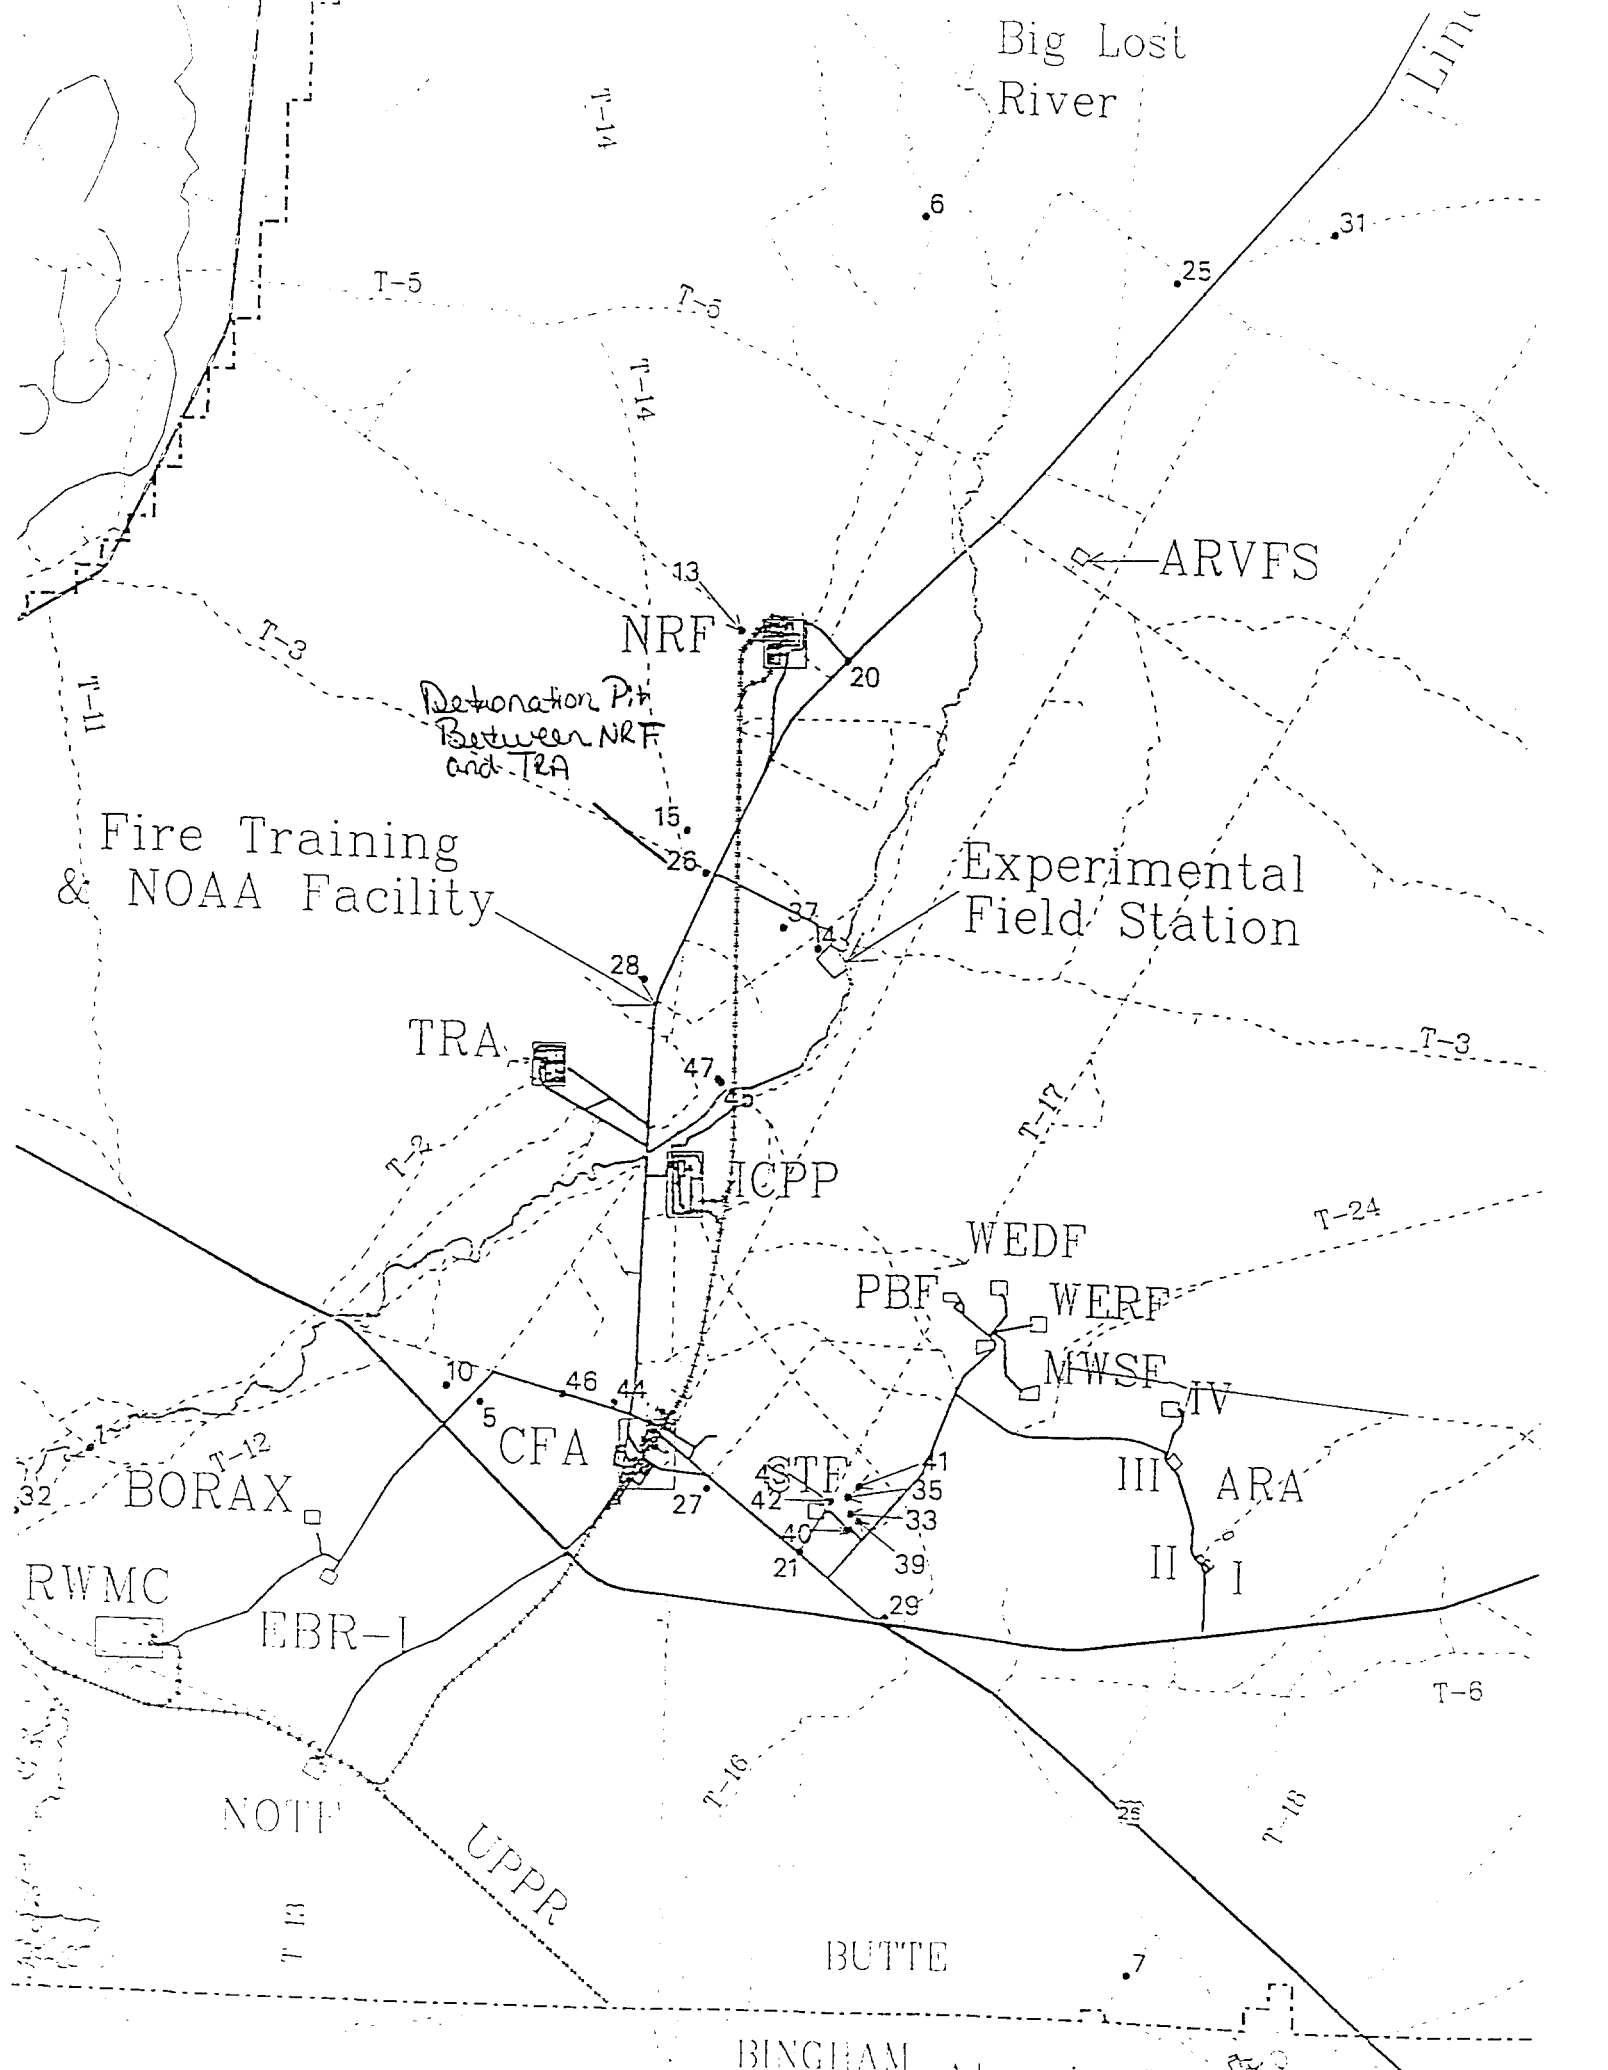 Big Lost
River
T-14
6
31
25
T-5
T-5
T-14
ARVFS
13
NRF
20
T-3
T-11
Detonation Pit
Between NRF
and TRA
15
26
Fire Training
& NOAA Facility
Experimental
Field Station
37
28
TRA
T-3
47
T-17
T-2
ICPP
T-24
WEDF
PBF
WERF
MWSF
IV
10
46
44
5
CFA
T-12
1
STF
41
35
III
ARA
BORAX
32
42
27
33
40
39
21
II
I
RWMC
EBR-I
29
T-6
T-16
T-18
NOTF
26
UPPR
BUTTE
7
BINGHAM